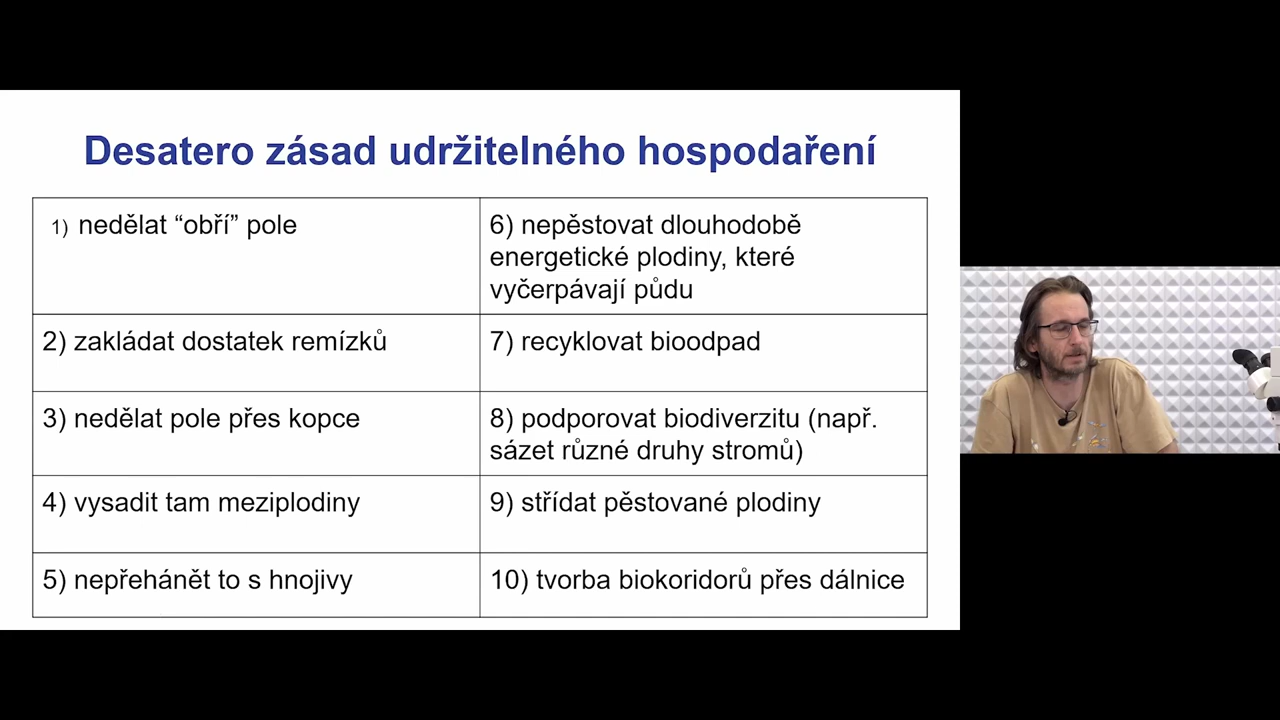 Desatero zásad udržitelného hospodaření
1) nedělat “obří” pole
2) zakládat dostatek remízků
3) nedělat pole přes kopce
4) vysadit tam meziplodiny
5) nepřehánět to s hnojivy
6) nepěstovat dlouhodobě
energetické plodiny, které
vyčerpávají půdu
7) recyklovat bioodpad
8) podporovat biodiverzitu (např.
sázet různé druhy stromů)
9) střídat pěstované plodiny
10) tvorba biokoridorů přes dálnice